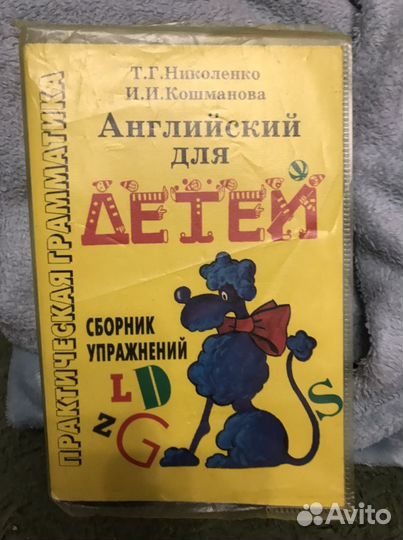 Т.Г.Николенко
И.И.Кошманова
Английский
для
ДЕТЕЙ
ПРАКТИЧЕСКАЯ ГРАММАТИКА
СБОРНИК
УПРАЖНЕНИЙ
L D
Z G S
Avito